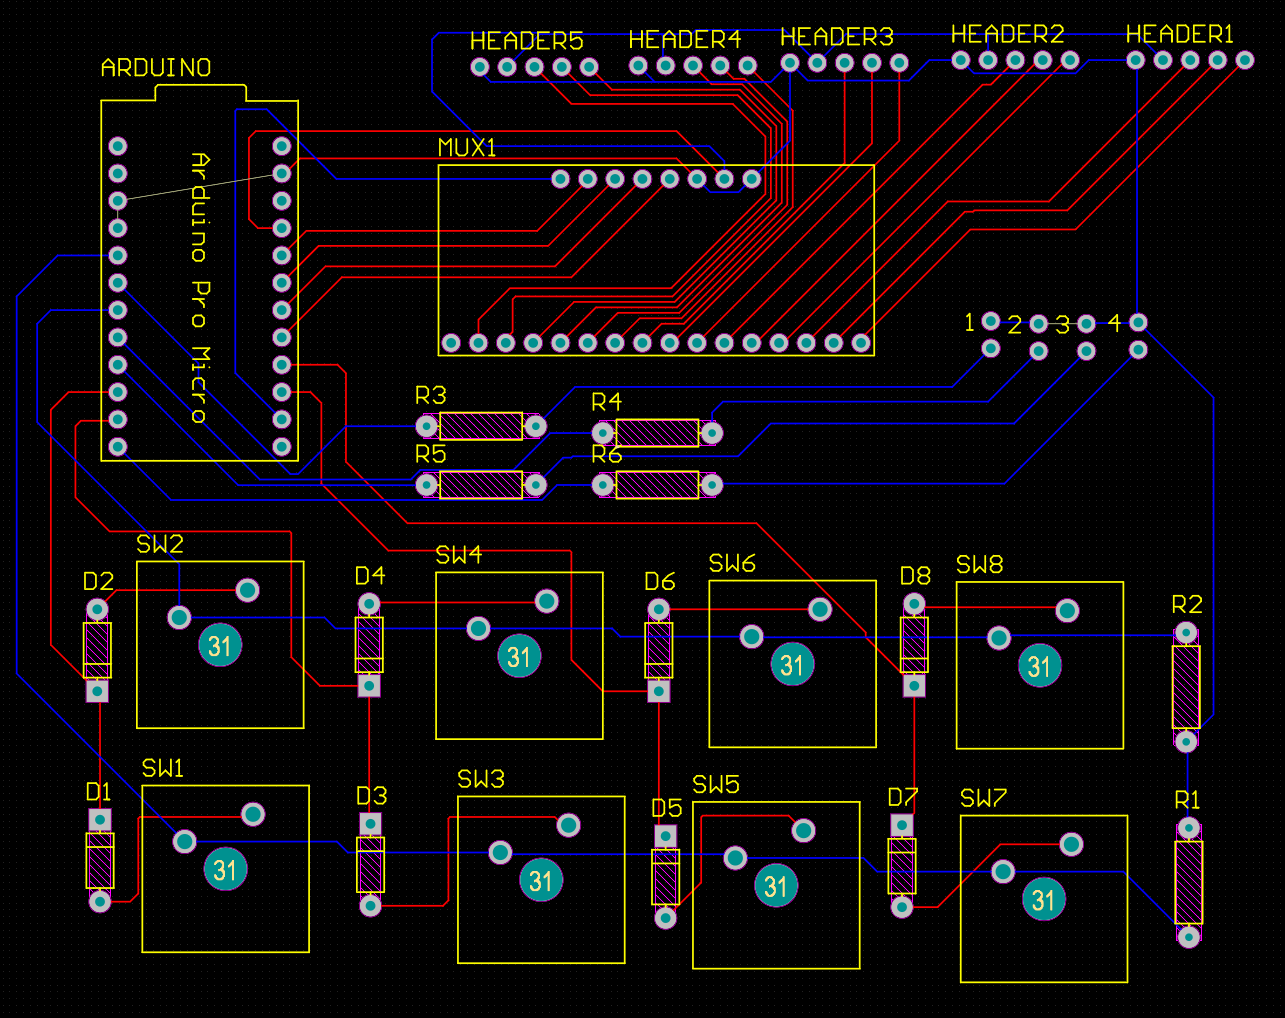 HEADER5 HEADER4 HEADER3 HEADER2 HEADER1
ARDUINO
MUX1
Arduino Pro Micro
1 2 3 4
R3 R4
R5 R6
SW2 SW4 SW6 SW8
D2 D4 D6 D8 R2
31 31 31 31
SW1 SW3 SW5 SW7
D1 D3 D5 D7 R1
31 31 31 31